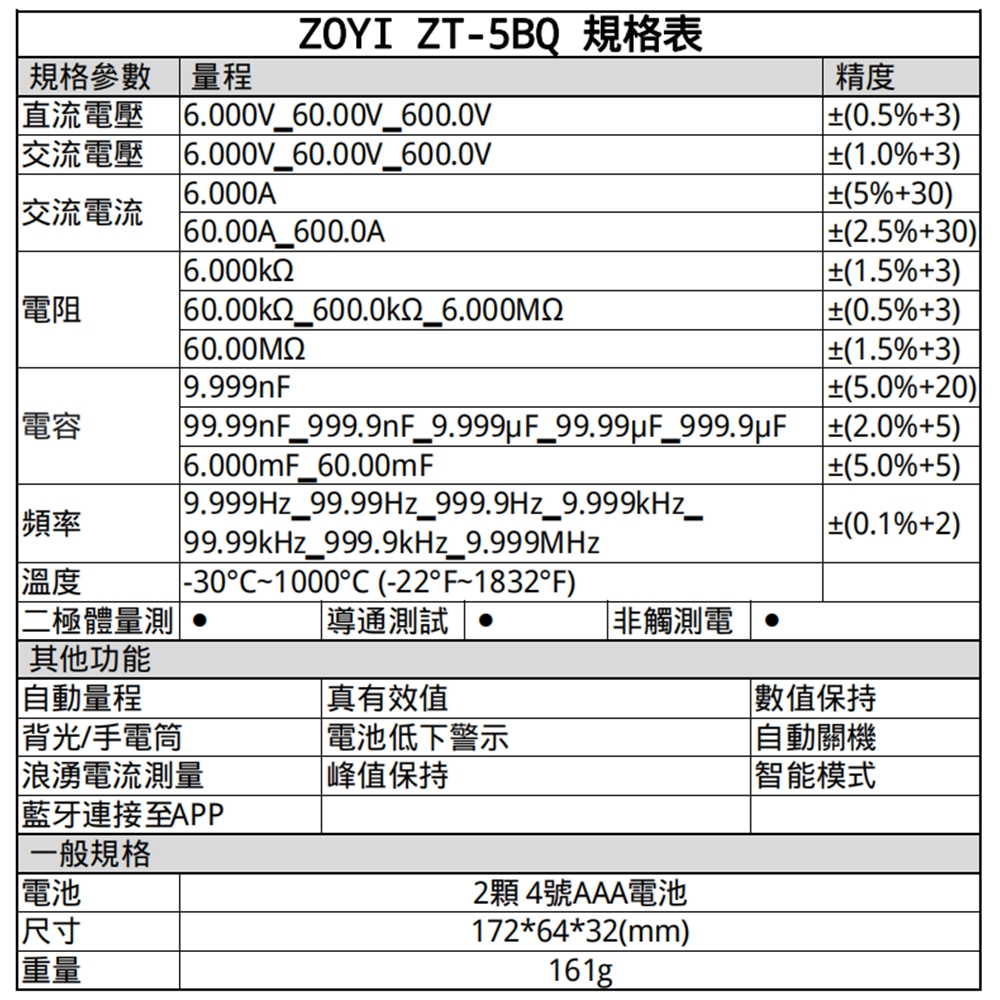 ZOYI ZT-5BQ 規格表
規格參數 量程 精度
直流電壓 6.000V_60.00V_600.0V ±(0.5%+3)
交流電壓 6.000V_60.00V_600.0V ±(1.0%+3)
交流電流 6.000A ±(5%+30)
60.00A_600.0A ±(2.5%+30)
電阻 6.000kΩ ±(1.5%+3)
60.00kΩ_600.0kΩ_6.000MΩ ±(0.5%+3)
60.00MΩ ±(1.5%+3)
電容 9.999nF ±(5.0%+20)
99.99nF_999.9nF_9.999µF_99.99µF_999.9µF ±(2.0%+5)
6.000mF_60.00mF ±(5.0%+5)
頻率 9.999Hz_99.99Hz_999.9Hz_9.999kHz_
99.99kHz_999.9kHz_9.999MHz ±(0.1%+2)
溫度 -30°C~1000°C (-22°F~1832°F)
二極體量測 ● 導通測試 ● 非觸測電 ●
其他功能
自動量程 真有效值 數值保持
背光/手電筒 電池低下警示 自動關機
浪湧電流測量 峰值保持 智能模式
藍牙連接至APP
一般規格
電池 2顆 4號AAA電池
尺寸 172*64*32(mm)
重量 161g